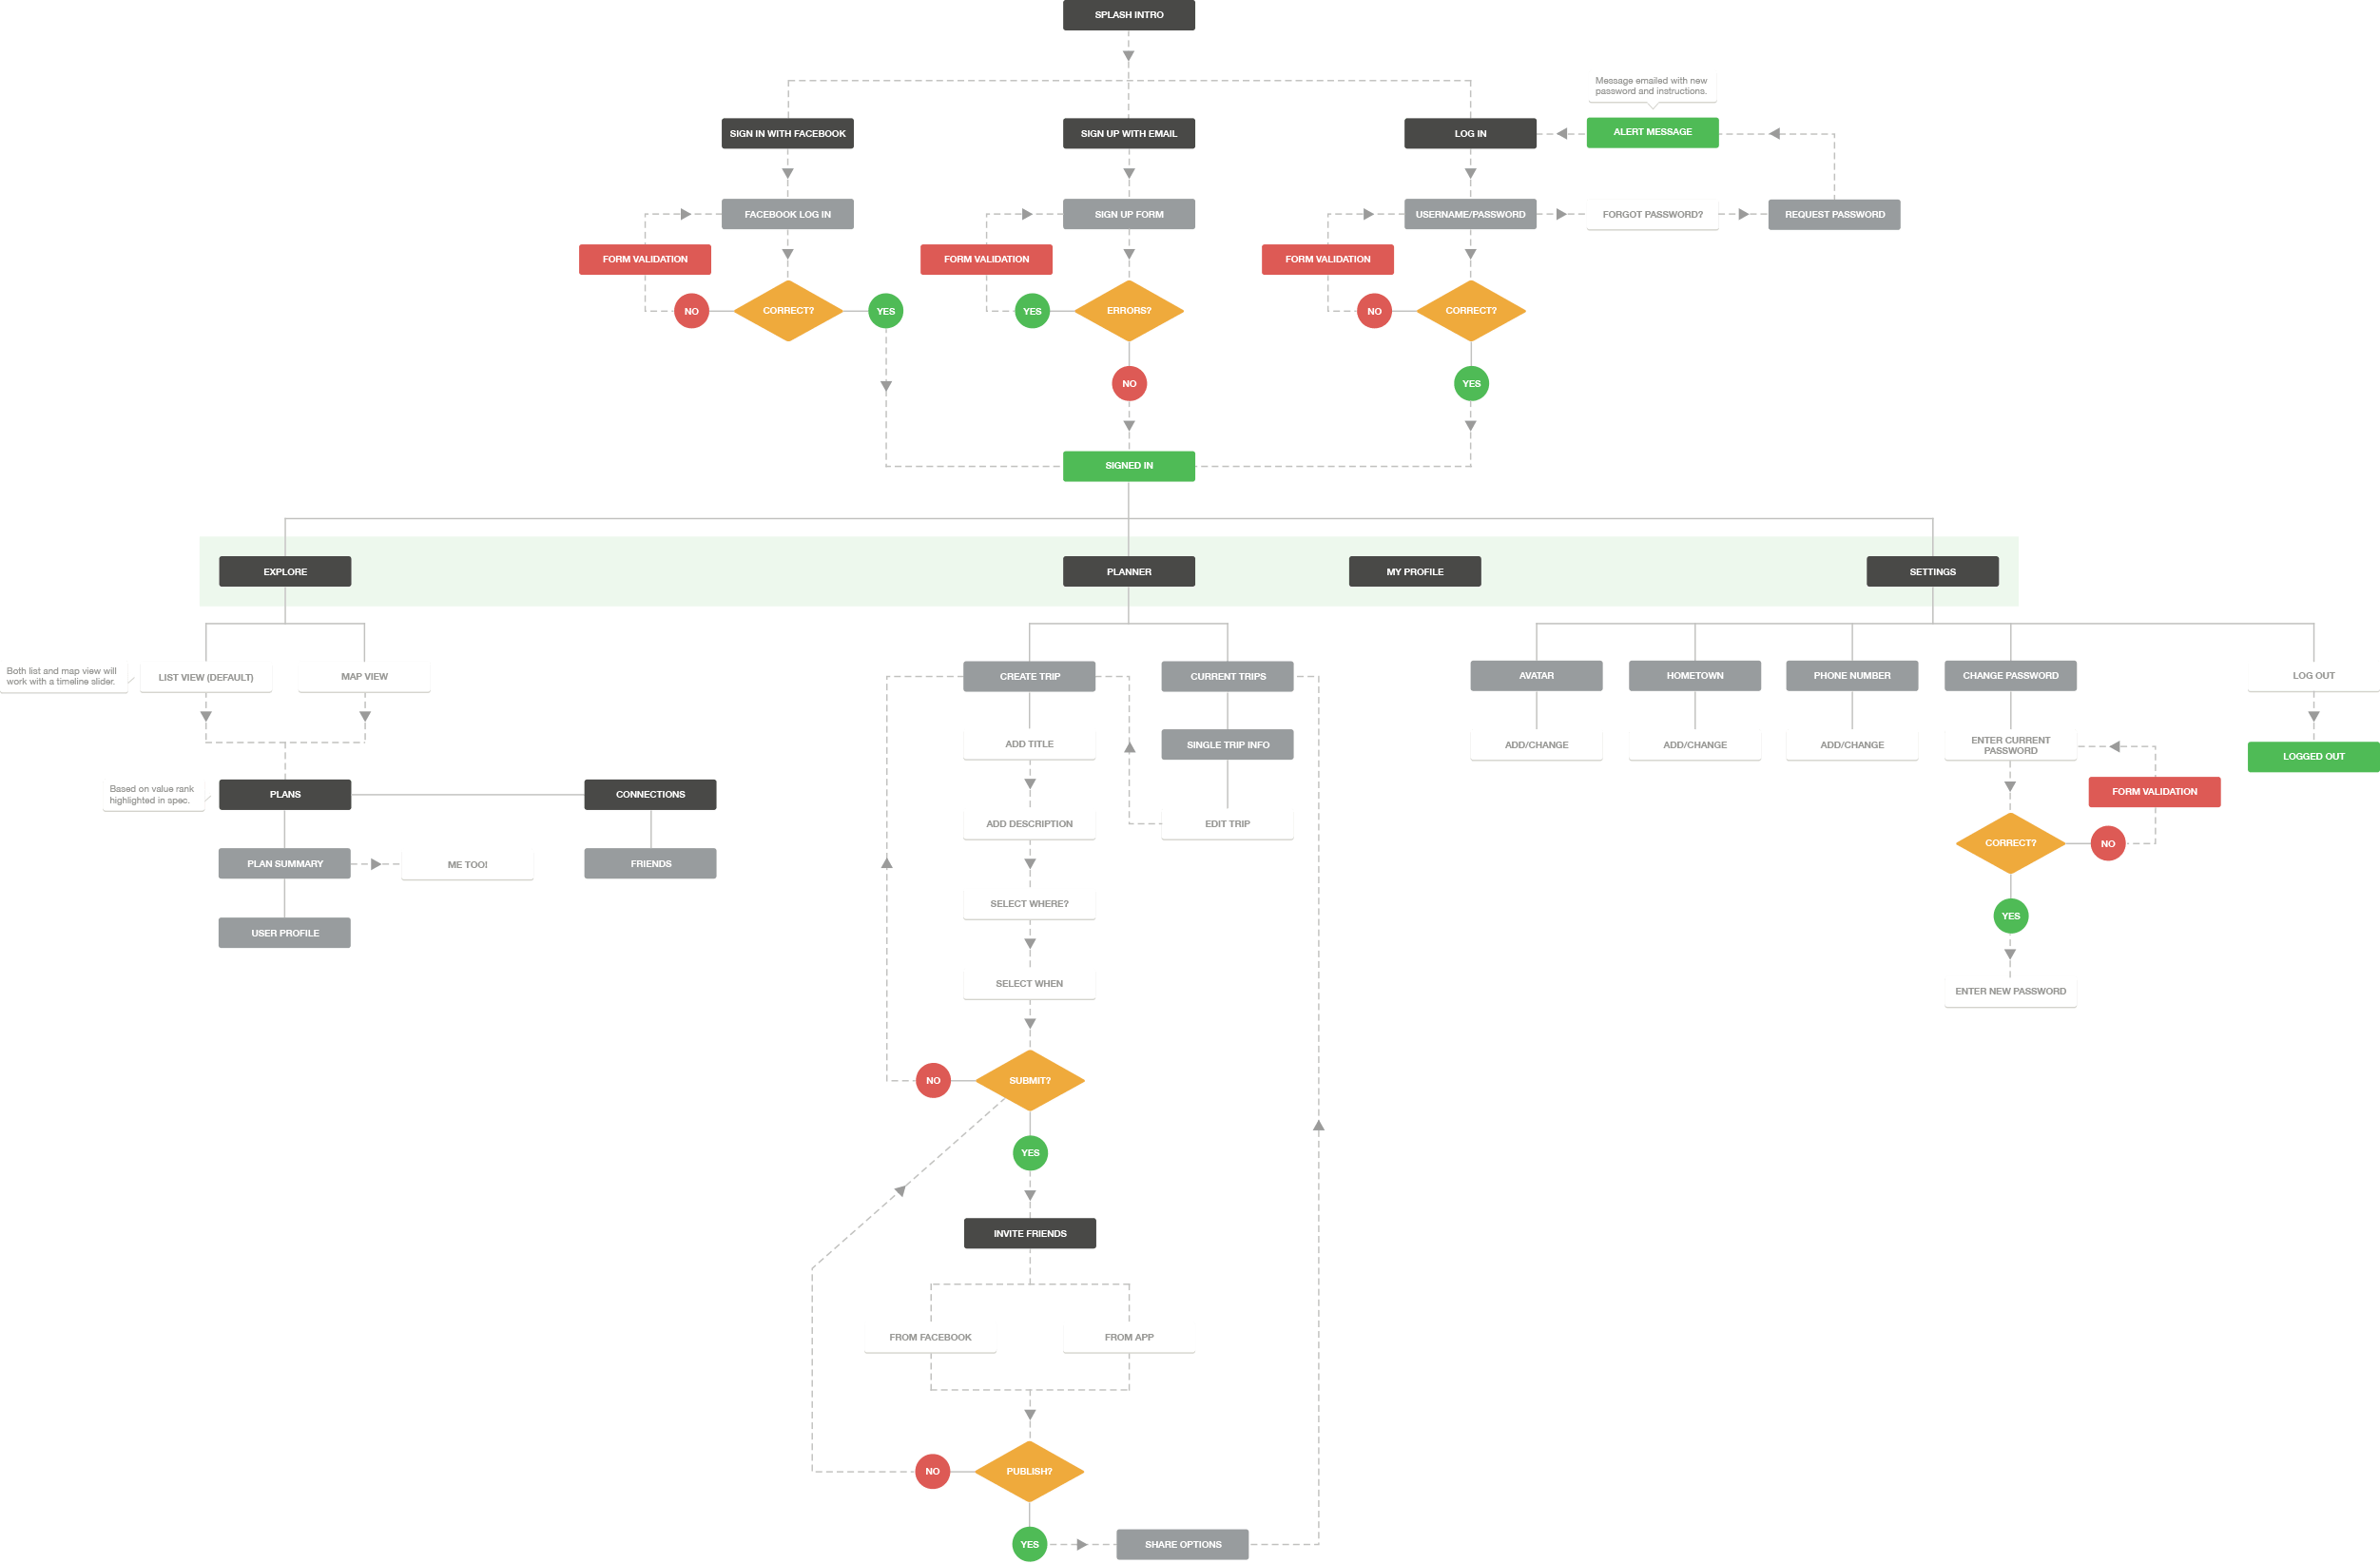 SPLASH INTRO
Message emailed with new
password and instructions.
SIGN IN WITH FACEBOOK
SIGN UP WITH EMAIL
LOG IN
ALERT MESSAGE
FACEBOOK LOG IN
SIGN UP FORM
USERNAME/PASSWORD
FORGOT PASSWORD?
REQUEST PASSWORD
FORM VALIDATION
FORM VALIDATION
FORM VALIDATION
NO
CORRECT?
YES
YES
ERRORS?
NO
CORRECT?
NO
YES
SIGNED IN
EXPLORE
PLANNER
MY PROFILE
SETTINGS
Both list and map view will
work with a timeline slider.
LIST VIEW (DEFAULT)
MAP VIEW
CREATE TRIP
CURRENT TRIPS
AVATAR
HOMETOWN
PHONE NUMBER
CHANGE PASSWORD
LOG OUT
ADD TITLE
SINGLE TRIP INFO
ADD/CHANGE
ADD/CHANGE
ADD/CHANGE
ENTER CURRENT
PASSWORD
LOGGED OUT
Based on value rank
highlighted in spec.
PLANS
CONNECTIONS
FORM VALIDATION
ADD DESCRIPTION
EDIT TRIP
CORRECT?
NO
PLAN SUMMARY
ME TOO!
FRIENDS
SELECT WHERE?
YES
USER PROFILE
SELECT WHEN
ENTER NEW PASSWORD
NO
SUBMIT?
YES
INVITE FRIENDS
FROM FACEBOOK
FROM APP
NO
PUBLISH?
YES
SHARE OPTIONS